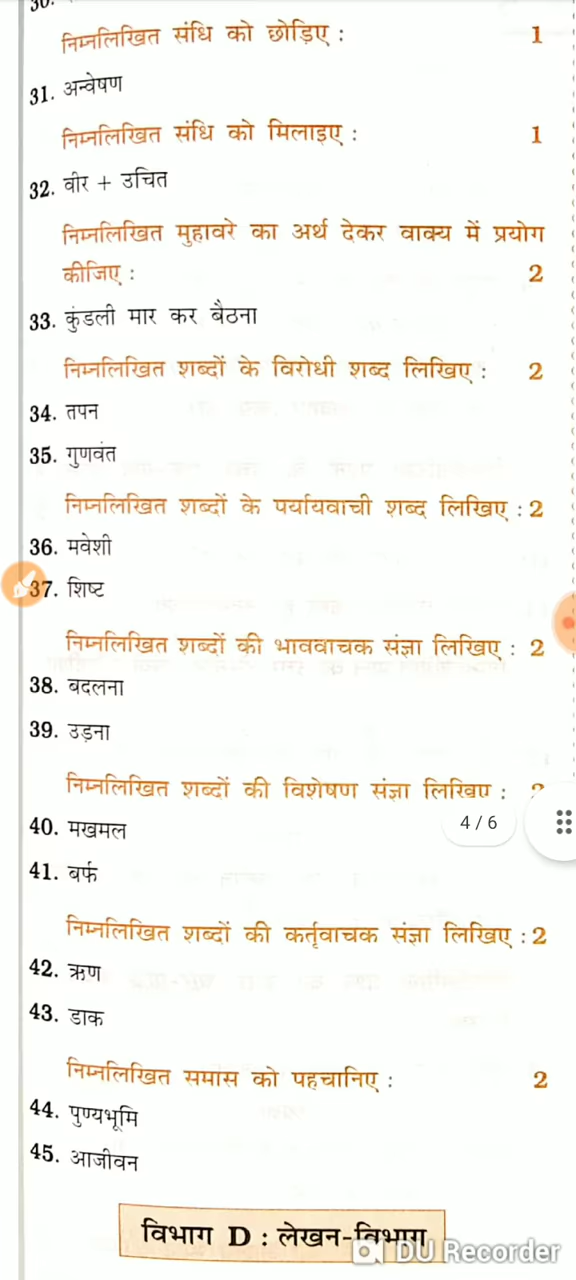 30.
निम्नलिखित संधि को छोड़िए : 1
31. अन्वेषण
निम्नलिखित संधि को मिलाइए : 1
32. वीर + उचित
निम्नलिखित मुहावरे का अर्थ देकर वाक्य में प्रयोग
कीजिए : 2
33. कुंडली मार कर बैठना
निम्नलिखित शब्दों के विरोधी शब्द लिखिए : 2
34. तपन
35. गुणवंत
निम्नलिखित शब्दों के पर्यायवाची शब्द लिखिए : 2
36. मवेशी
37. शिष्ट
निम्नलिखित शब्दों की भाववाचक संज्ञा लिखिए : 2
38. बदलना
39. उड़ना
निम्नलिखित शब्दों की विशेषण संज्ञा लिखिए :
4 / 6
40. मखमल
41. बर्फ
निम्नलिखित शब्दों की कर्तृवाचक संज्ञा लिखिए : 2
42. ऋण
43. डाक
निम्नलिखित समास को पहचानिए : 2
44. पुण्यभूमि
45. आजीवन
विभाग D : लेखन-विभाग
DU Recorder